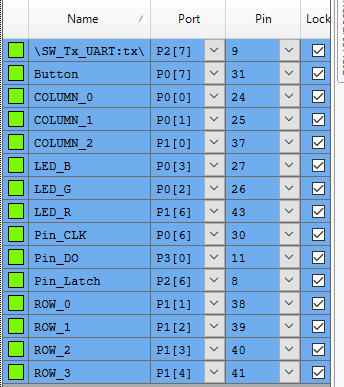 Name / Port Pin Lock
\SW_Tx_UART:tx\ P2[7] 9
Button P0[7] 31
COLUMN_0 P0[0] 24
COLUMN_1 P0[1] 25
COLUMN_2 P1[0] 37
LED_B P0[3] 27
LED_G P0[2] 26
LED_R P1[6] 43
Pin_CLK P0[6] 30
Pin_DO P3[0] 11
Pin_Latch P2[6] 8
ROW_0 P1[1] 38
ROW_1 P1[2] 39
ROW_2 P1[3] 40
ROW_3 P1[4] 41